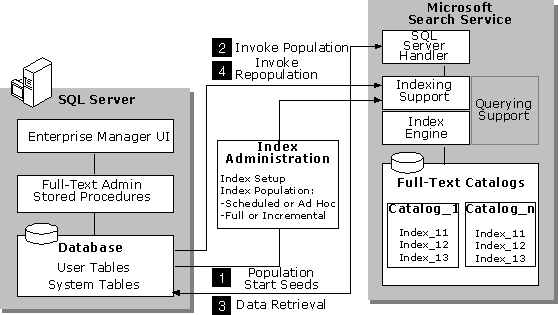 Microsoft
Search Service
SQL
Server
Handler
Indexing
Support
Querying
Support
Index
Engine
Full-Text Catalogs
Catalog_1
Index_11
Index_12
Index_13
Catalog_n
Index_11
Index_12
Index_13
2 Invoke Population
4 Invoke
Repopulation
SQL Server
Enterprise Manager UI
Full-Text Admin
Stored Procedures
Database
User Tables
System Tables
Index
Administration
Index Setup
Index Population:
-Scheduled or Ad Hoc
-Full or Incremental
1 Population
Start Seeds
3 Data Retrieval